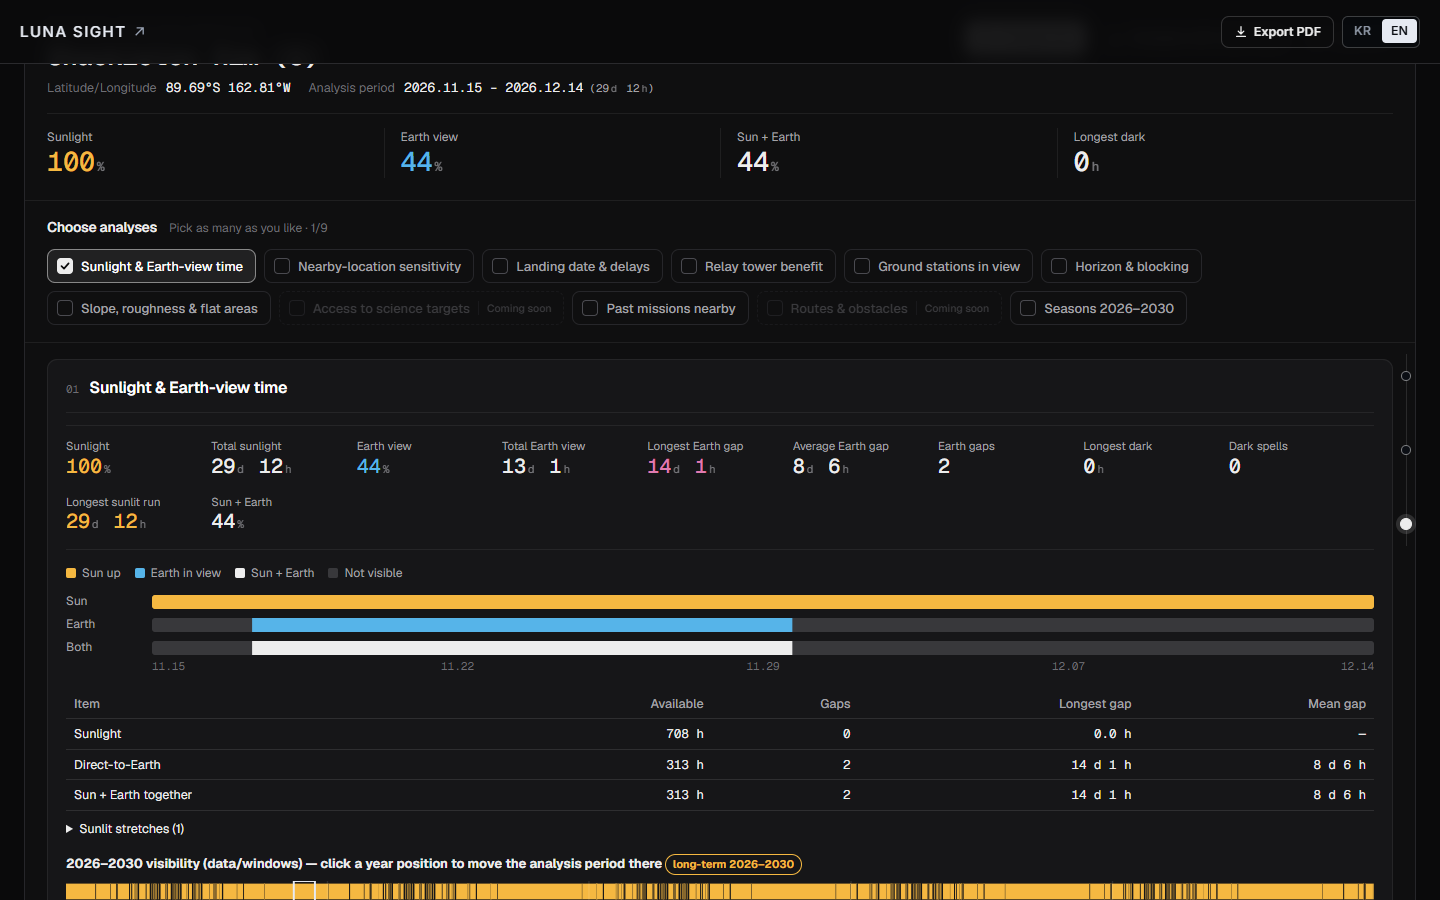 LUNA SIGHT ↗
Export PDF
KR EN
Latitude/Longitude 89.69°S 162.81°W Analysis period 2026.11.15 – 2026.12.14 (29d 12h)
Sunlight Earth view Sun + Earth Longest dark
100% 44% 44% 0h
Choose analyses Pick as many as you like · 1/9
Sunlight & Earth-view time Nearby-location sensitivity Landing date & delays Relay tower benefit Ground stations in view Horizon & blocking
Slope, roughness & flat areas Access to science targets Coming soon Past missions nearby Routes & obstacles Coming soon Seasons 2026–2030
01 Sunlight & Earth-view time
Sunlight Total sunlight Earth view Total Earth view Longest Earth gap Average Earth gap Earth gaps Longest dark Dark spells
100% 29d 12h 44% 13d 1h 14d 1h 8d 6h 2 0h 0
Longest sunlit run Sun + Earth
29d 12h 44%
Sun up Earth in view Sun + Earth Not visible
Sun
Earth
Both
11.15 11.22 11.29 12.07 12.14
Item Available Gaps Longest gap Mean gap
Sunlight 708 h 0 0.0 h —
Direct-to-Earth 313 h 2 14 d 1 h 8 d 6 h
Sun + Earth together 313 h 2 14 d 1 h 8 d 6 h
▶ Sunlit stretches (1)
2026–2030 visibility (data/windows) — click a year position to move the analysis period there long-term 2026–2030